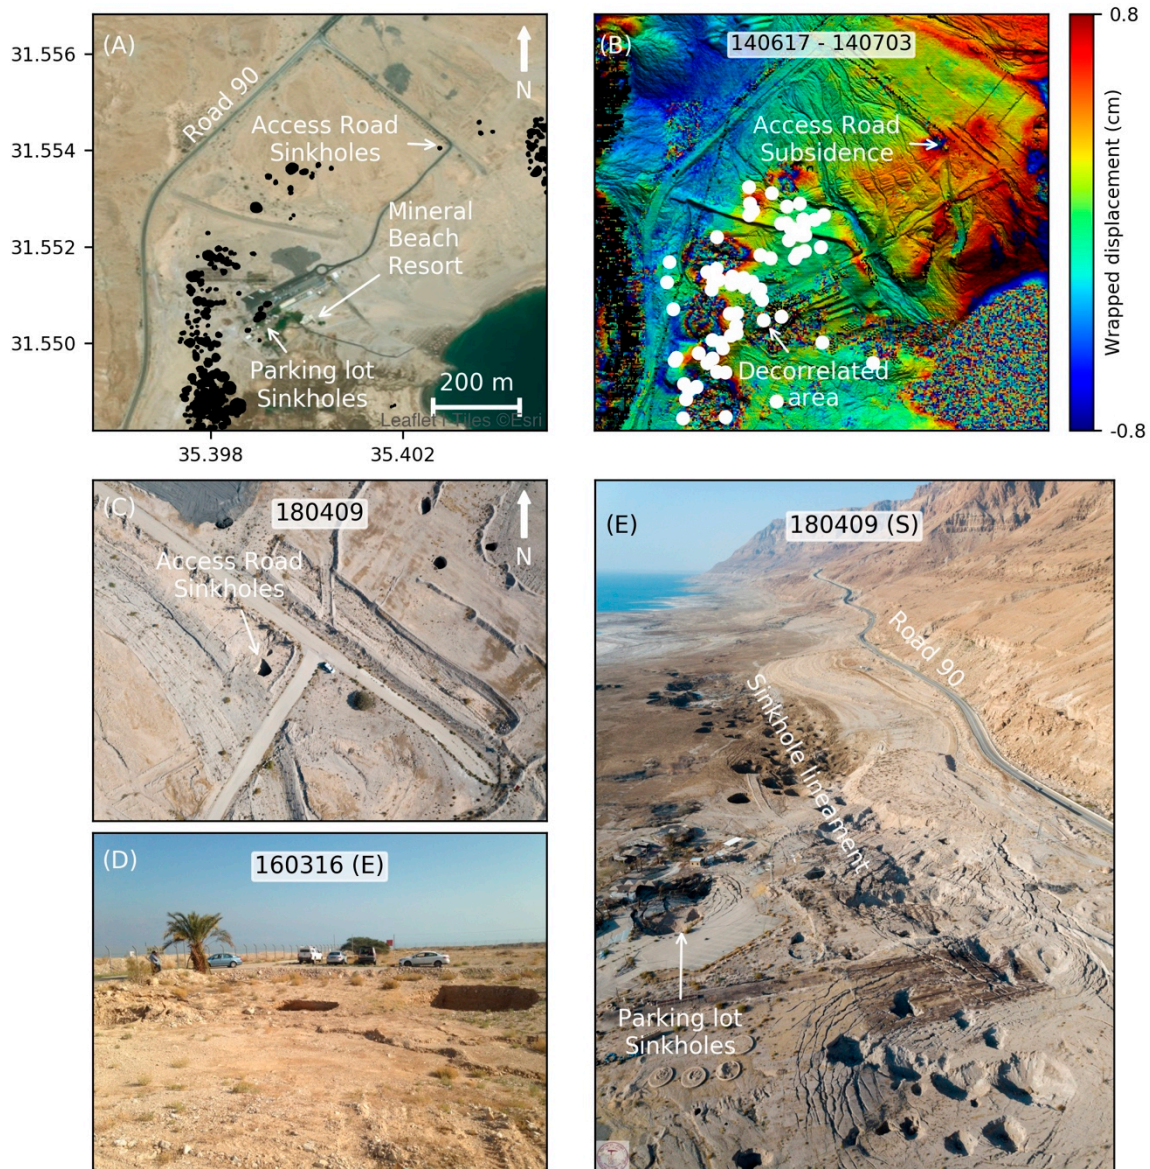 (A)
Road 90
Access Road
Sinkholes
Mineral
Beach
Resort
Parking lot
Sinkholes
N
200 m
Leaflet | Tiles ©Esri
31.556
31.554
31.552
31.550
35.398
35.402
(B)
140617 - 140703
Access Road
Subsidence
Decorrelated
area
0.8
Wrapped displacement (cm)
-0.8
(C)
180409
N
Access Road
Sinkholes
(D)
160316 (E)
(E)
180409 (S)
Road 90
Sinkhole lineament
Parking lot
Sinkholes